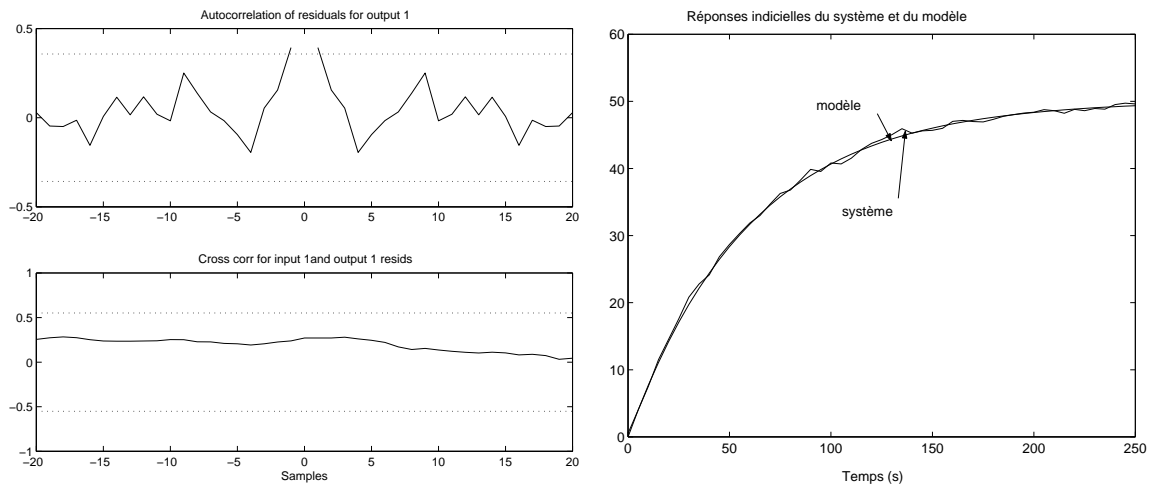 Autocorrelation of residuals for output 1
0.5
0
−0.5
−20 −15 −10 −5 0 5 10 15 20
Cross corr for input 1and output 1 resids
1
0.5
0
−0.5
−1
−20 −15 −10 −5 0 5 10 15 20
Samples
Réponses indicielles du système et du modèle
60
50
40
30
20
10
0
modèle
système
0 50 100 150 200 250
Temps (s)